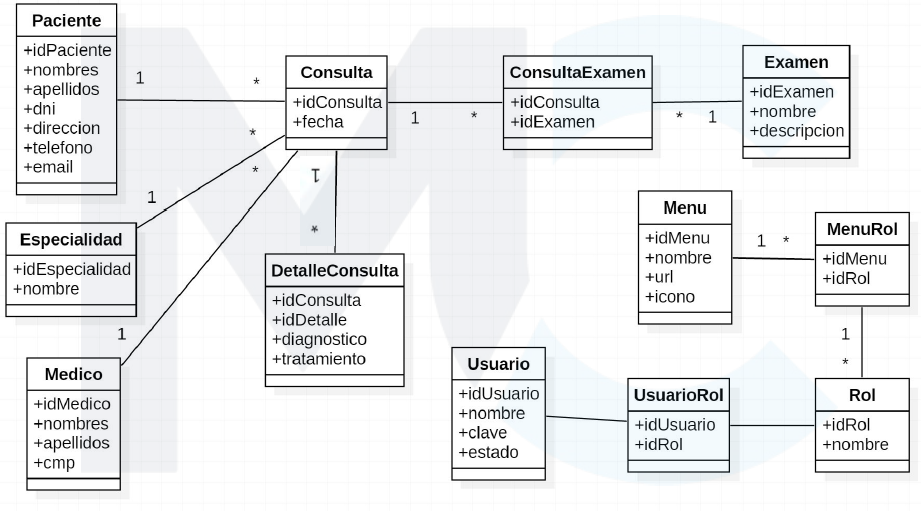 Paciente
+idPaciente
+nombres
+apellidos
+dni
+direccion
+telefono
+email
1
*
Consulta
+idConsulta
+fecha
1
*
ConsultaExamen
+idConsulta
+idExamen
*
1
Examen
+idExamen
+nombre
+descripcion
*
1
Especialidad
+idEspecialidad
+nombre
*
1
Medico
+idMedico
+nombres
+apellidos
+cmp
1
*
DetalleConsulta
+idConsulta
+idDetalle
+diagnostico
+tratamiento
Menu
+idMenu
+nombre
+url
+icono
1
*
MenuRol
+idMenu
+idRol
1
*
Usuario
+idUsuario
+nombre
+clave
+estado
UsuarioRol
+idUsuario
+idRol
Rol
+idRol
+nombre
MC